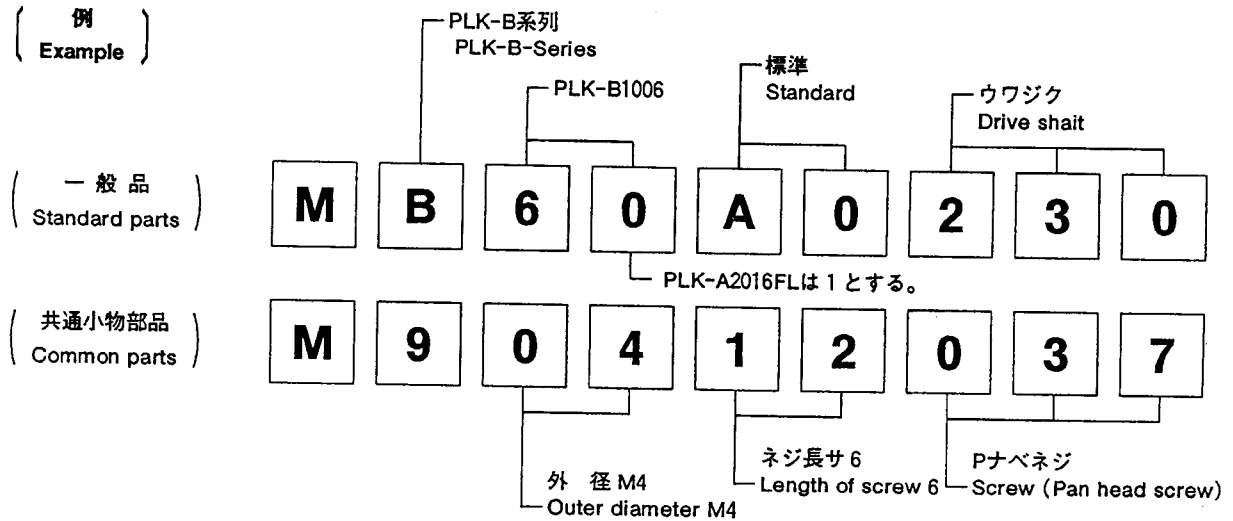 例
Example
PLK-B系列
PLK-B-Series
PLK-B1006
標準
Standard
ウワジク
Drive shait
一般品
Standard parts
M B 6 0 A 0 2 3 0
PLK-A2016FLは1とする。
共通小物部品
Common parts
M 9 0 4 1 2 0 3 7
外 径 M4
Outer diameter M4
ネジ長サ 6
Length of screw 6
Pナベネジ
Screw (Pan head screw)